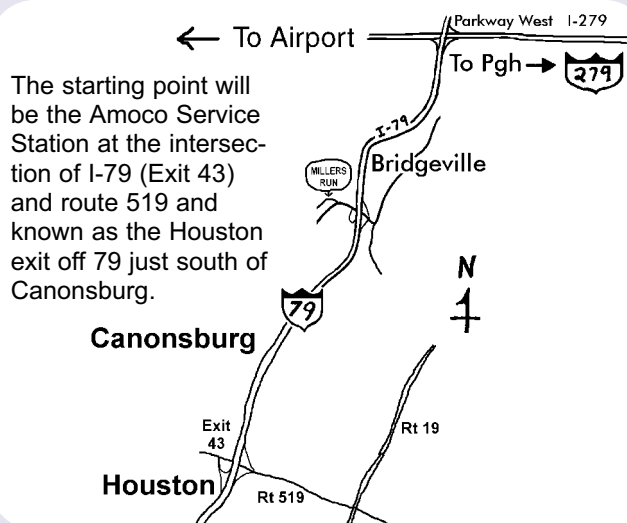 Parkway West I-279
← To Airport
To Pgh →
279
The starting point will
be the Amoco Service
Station at the intersec-
tion of I-79 (Exit 43)
and route 519 and
known as the Houston
exit off 79 just south of
Canonsburg.
I-79
Bridgeville
MILLERS
RUN
N
79
Canonsburg
Exit
43
Rt 19
Houston
Rt 519